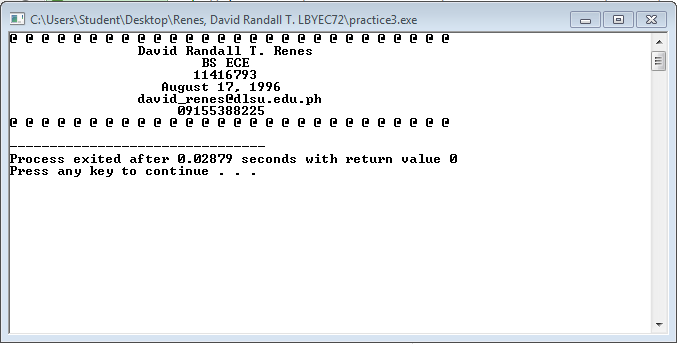 C:\Users\Student\Desktop\Renes, David Randall T. LBYEC72\practice3.exe
@ @ @ @ @ @ @ @ @ @ @ @ @ @ @ @ @ @ @ @ @ @ @ @ @ @ @ @
David Randall T. Renes
BS ECE
11416793
August 17, 1996
david_renes@dlsu.edu.ph
09155388225
@ @ @ @ @ @ @ @ @ @ @ @ @ @ @ @ @ @ @ @ @ @ @ @ @ @ @ @
--------------------------------
Process exited after 0.02879 seconds with return value 0
Press any key to continue . . .